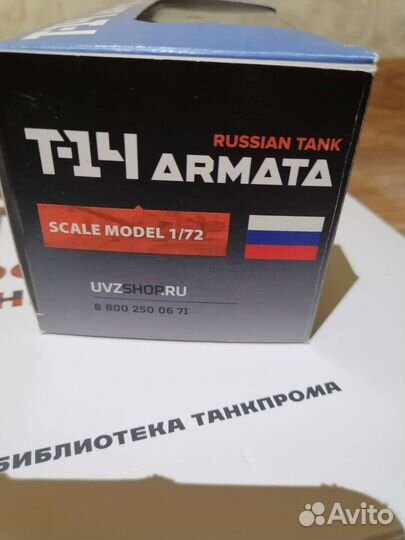 RUSSIAN TANK
T-14 ARMATA
SCALE MODEL 1/72
UVZSHOP.RU
8 800 250 06 71
БИБЛИОТЕКА ТАНКПРОМА
Avito